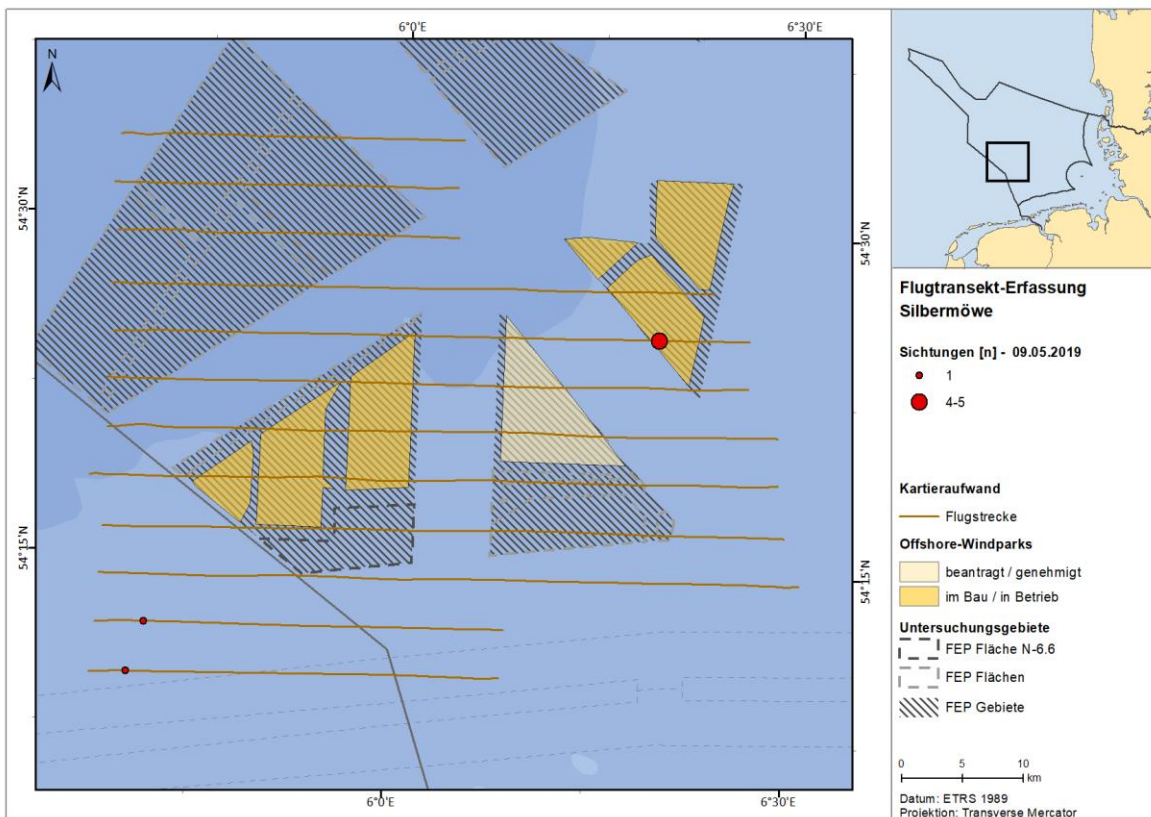 6°0'E
6°30'E
N
54°30'N
54°30'N
54°15'N
54°15'N
6°0'E
6°30'E
Flugtransekt-Erfassung
Silbermöwe
Sichtungen [n] - 09.05.2019
1
4-5
Kartieraufwand
Flugstrecke
Offshore-Windparks
beantragt / genehmigt
im Bau / in Betrieb
Untersuchungsgebiete
FEP Fläche N-6.6
FEP Flächen
FEP Gebiete
0 5 10
km
Datum: ETRS 1989
Projektion: Transverse Mercator